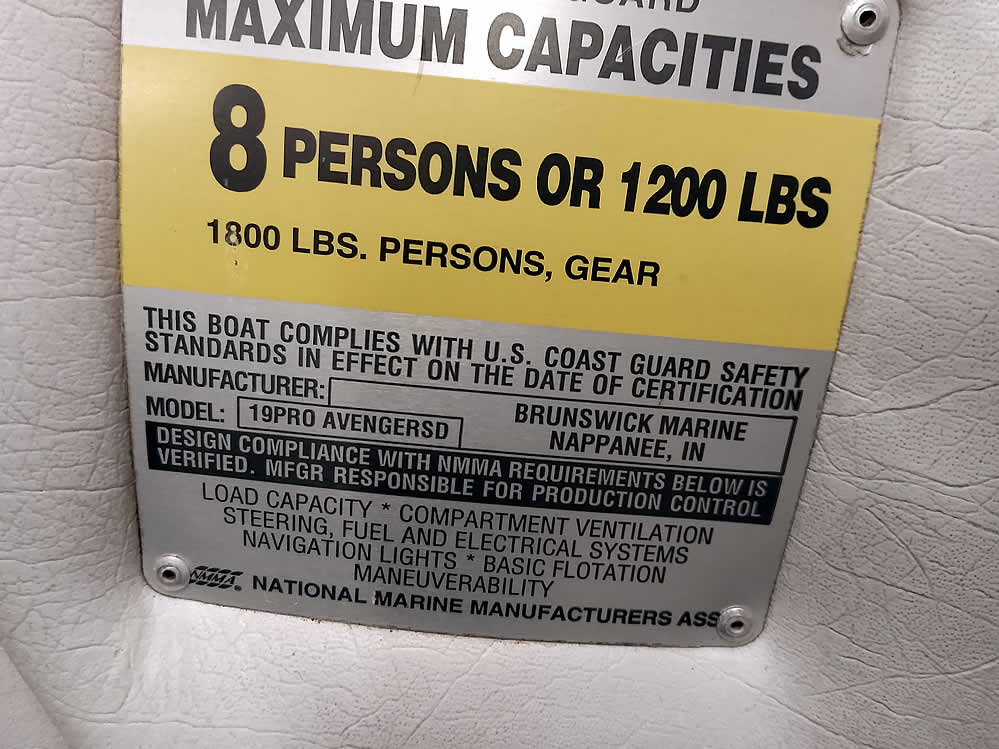 GUARD
MAXIMUM CAPACITIES
8 PERSONS OR 1200 LBS
1800 LBS. PERSONS, GEAR
THIS BOAT COMPLIES WITH U.S. COAST GUARD SAFETY
STANDARDS IN EFFECT ON THE DATE OF CERTIFICATION
MANUFACTURER:
BRUNSWICK MARINE
NAPPANEE, IN
MODEL: 19PRO AVENGERSD
DESIGN COMPLIANCE WITH NMMA REQUIREMENTS BELOW IS
VERIFIED. MFGR RESPONSIBLE FOR PRODUCTION CONTROL
LOAD CAPACITY * COMPARTMENT VENTILATION
STEERING, FUEL AND ELECTRICAL SYSTEMS
NAVIGATION LIGHTS * BASIC FLOTATION
MANEUVERABILITY
NMMA® NATIONAL MARINE MANUFACTURERS ASS